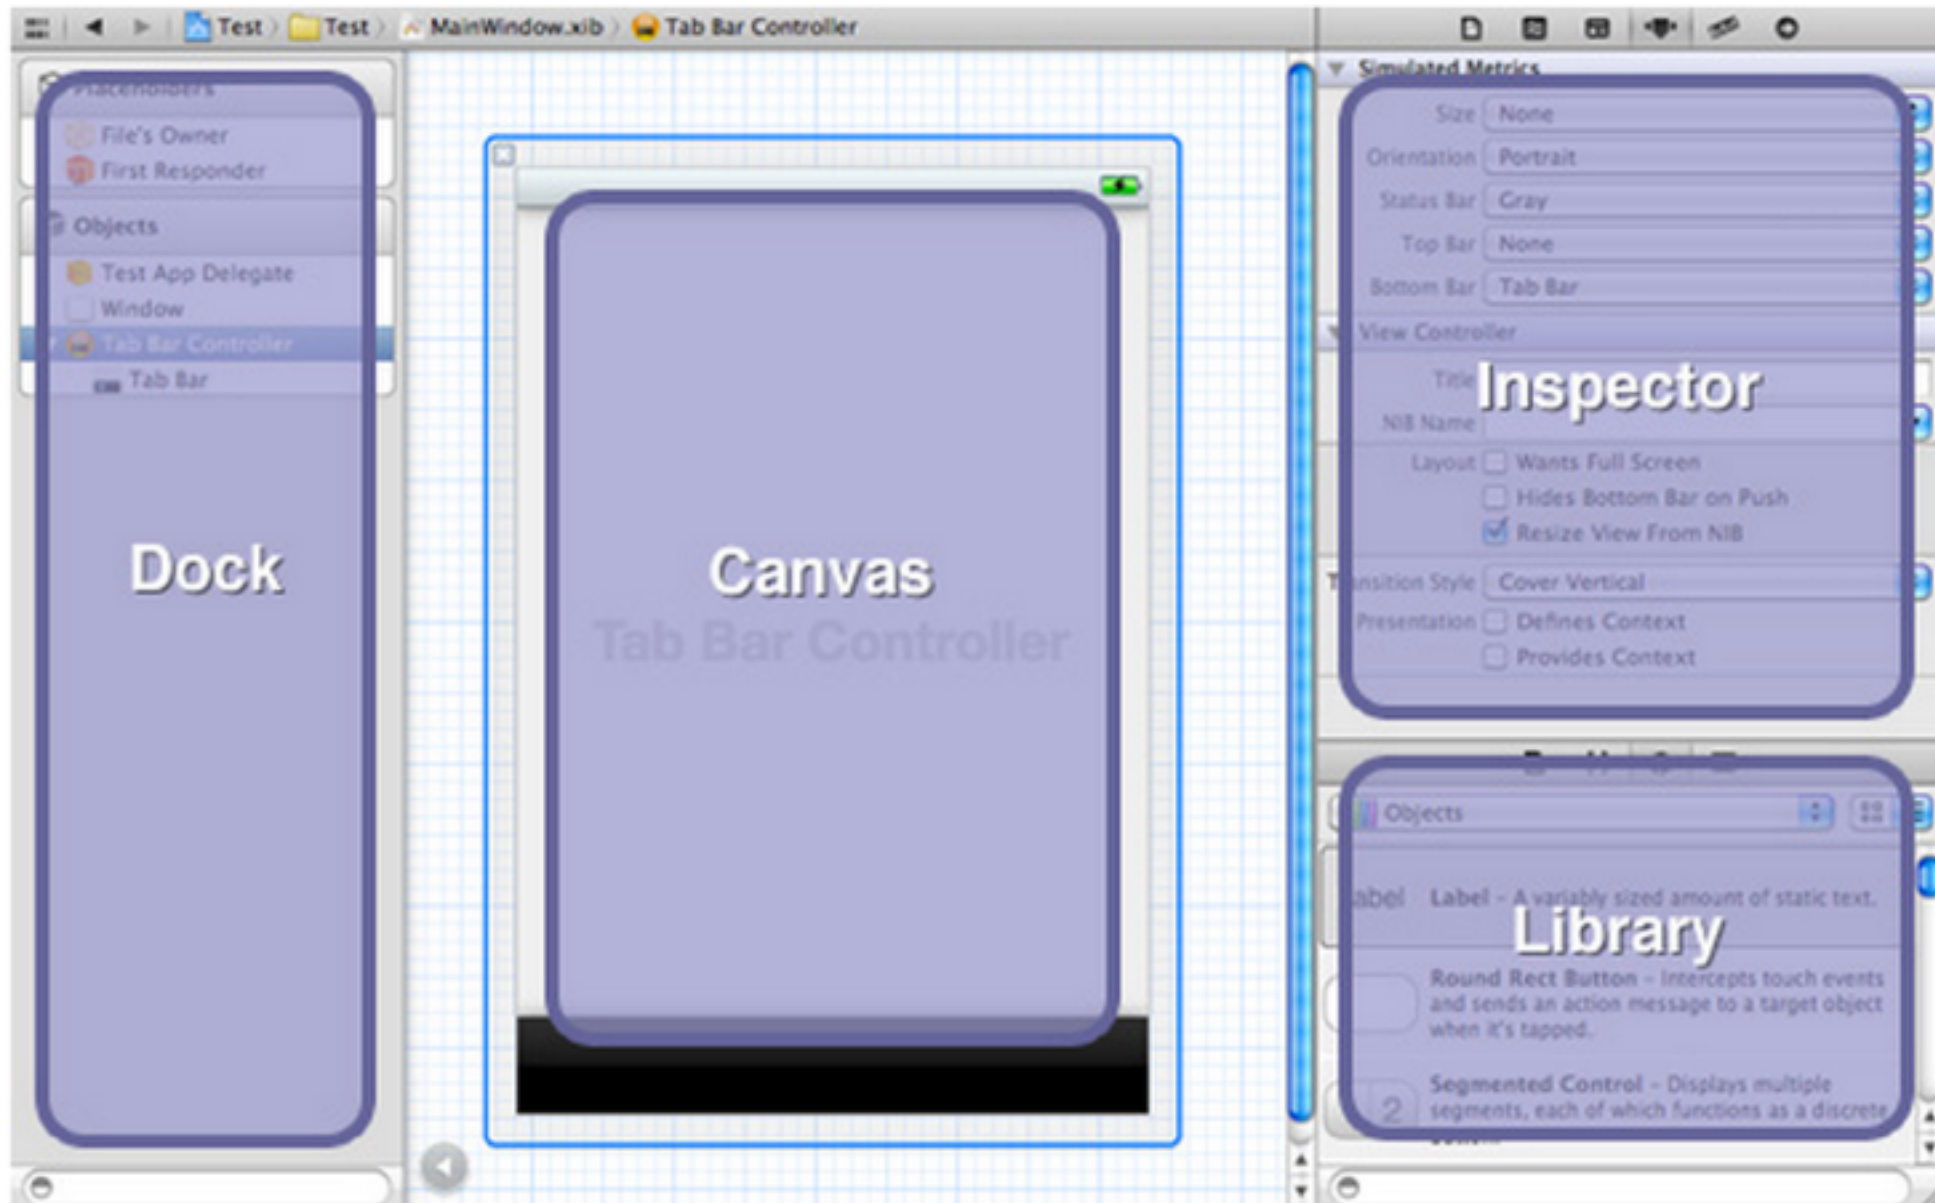 Test
Test
MainWindow.xib
Tab Bar Controller
Placeholders
File's Owner
First Responder
Objects
Test App Delegate
Window
Tab Bar Controller
Tab Bar
Dock
Canvas
Tab Bar Controller
Simulated Metrics
Size None
Orientation Portrait
Status Bar Gray
Top Bar None
Bottom Bar Tab Bar
View Controller
Title
Inspector
NIB Name
Layout Wants Full Screen
Hides Bottom Bar on Push
Resize View From NIB
Transition Style Cover Vertical
Presentation Defines Context
Provides Context
Objects
Label Label - A variably sized amount of static text.
Library
Round Rect Button - Intercepts touch events
and sends an action message to a target object
when it's tapped.
Segmented Control - Displays multiple
2 segments, each of which functions as a discrete